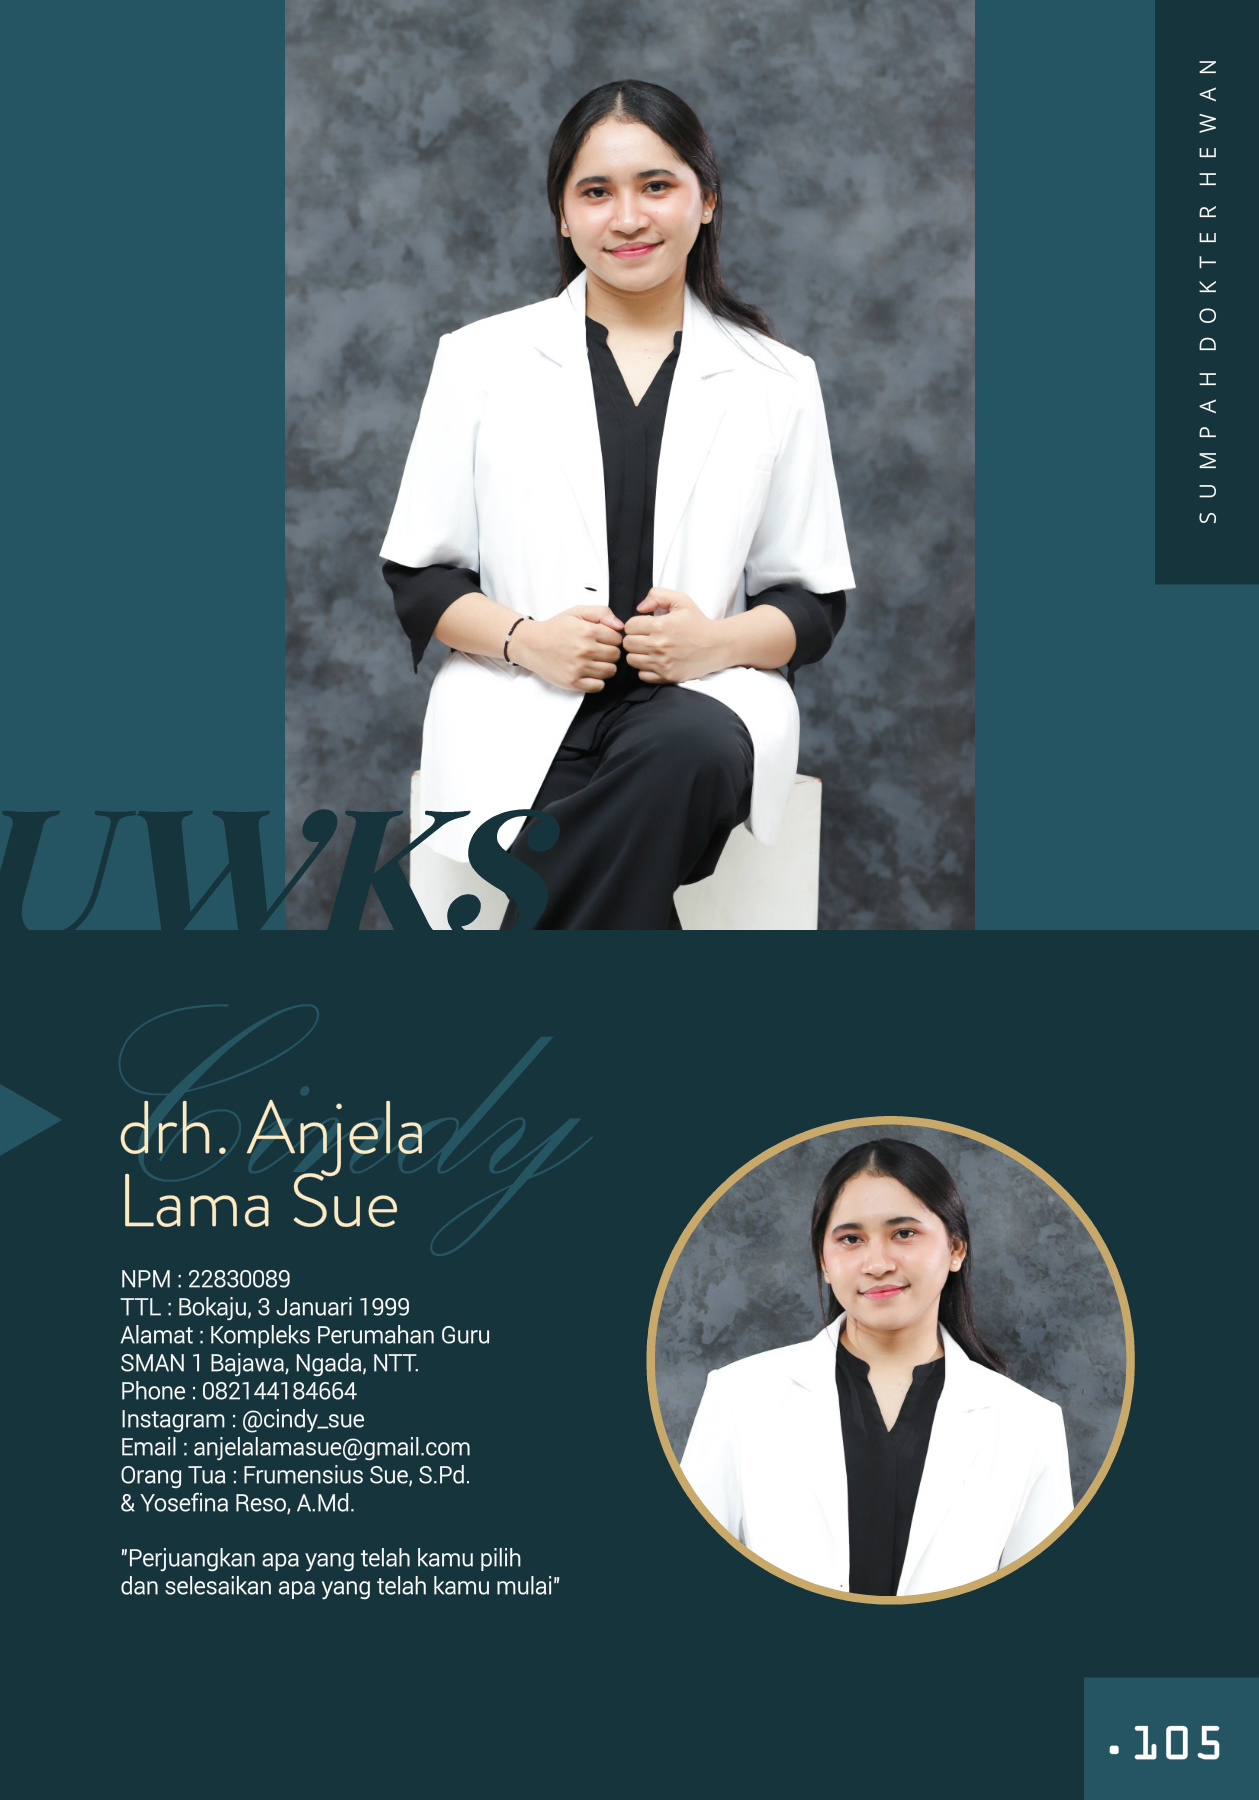 SUMPAH DOKTER HEWAN
UWKS
Cindy
drh. Anjela
Lama Sue
NPM : 22830089
TTL : Bokaju, 3 Januari 1999
Alamat : Kompleks Perumahan Guru
SMAN 1 Bajawa, Ngada, NTT.
Phone : 082144184664
Instagram : @cindy_sue
Email : anjelalamasue@gmail.com
Orang Tua : Frumensius Sue, S.Pd.
& Yosefina Reso, A.Md.
"Perjuangkan apa yang telah kamu pilih
dan selesaikan apa yang telah kamu mulai"
.105